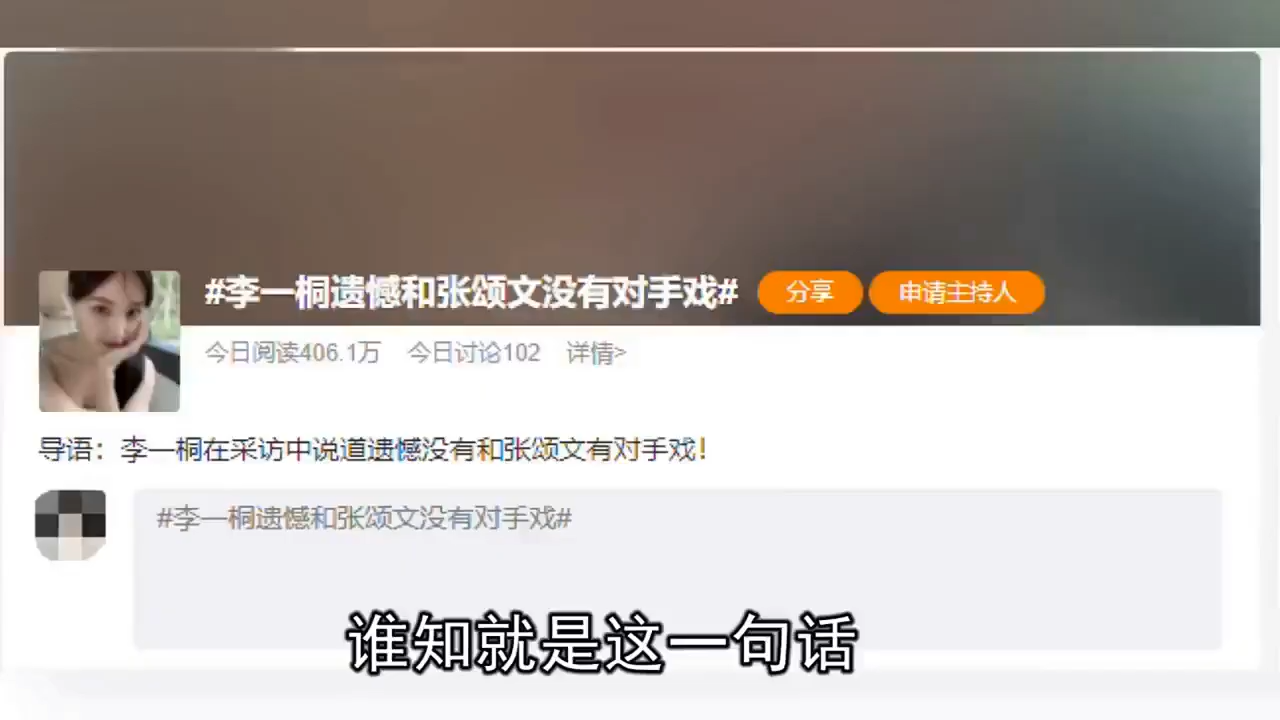 #李一桐遗憾和张颂文没有对手戏# 分享 申请主持人
今日阅读406.1万 今日讨论102 详情>
导语：李一桐在采访中说道遗憾没有和张颂文有对手戏！
#李一桐遗憾和张颂文没有对手戏#
谁知就是这一句话